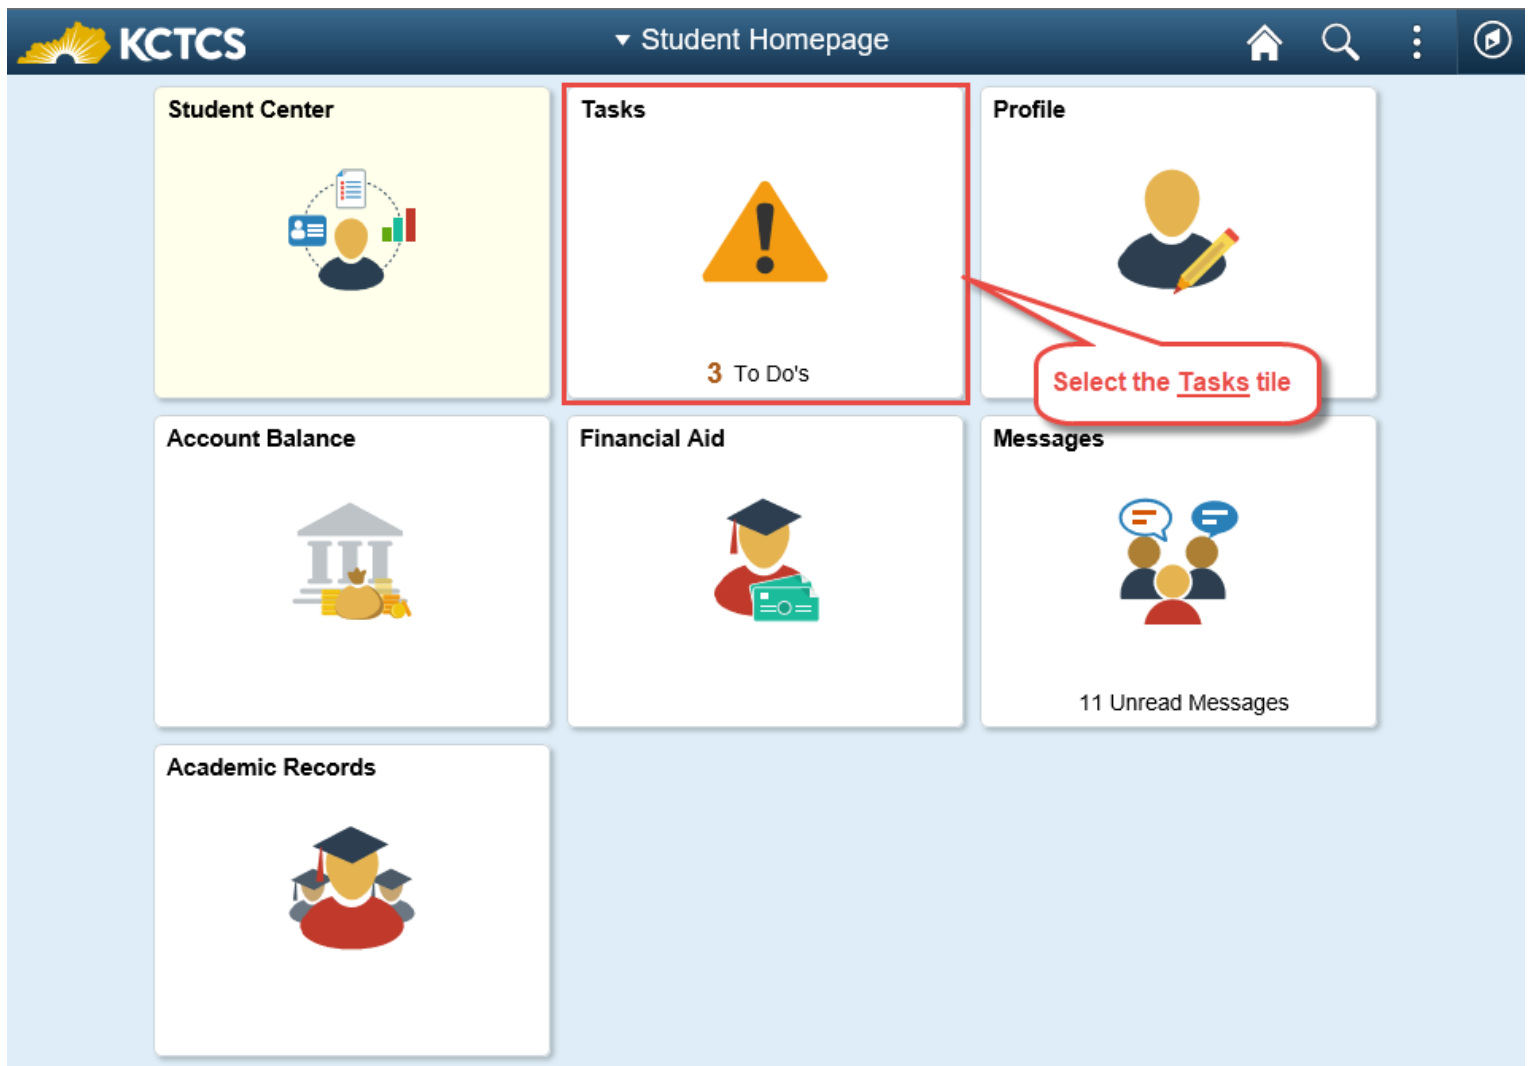 KCTCS
Student Homepage
Student Center
Tasks
3 To Do's
Profile
Select the Tasks tile
Account Balance
Financial Aid
Messages
11 Unread Messages
Academic Records